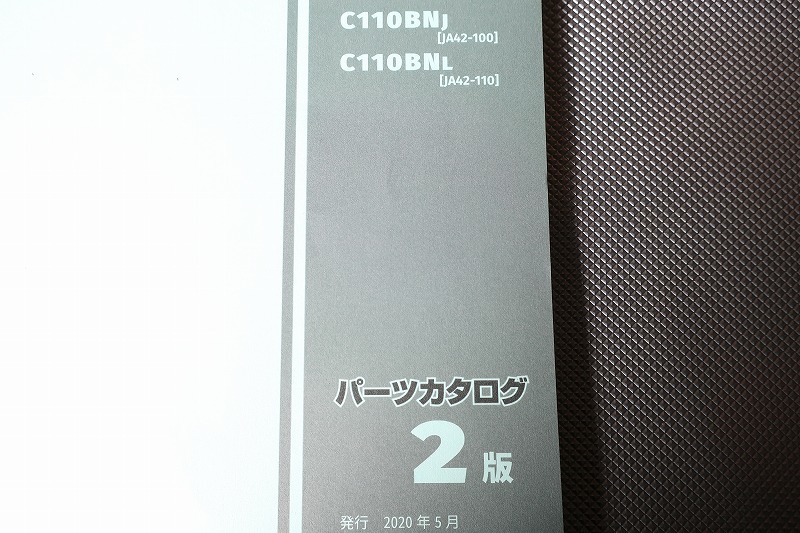 C110BNJ
[JA42-100]
C110BNL
[JA42-110]
パーツカタログ
2版
発行 2020年5月